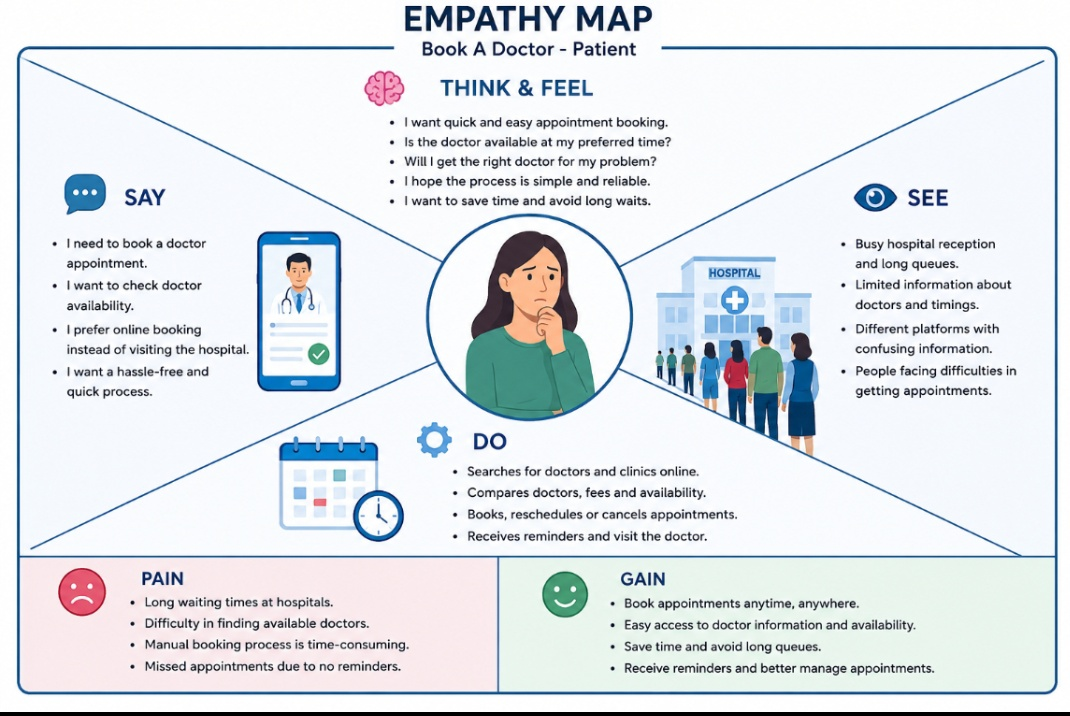 EMPATHY MAP
Book A Doctor - Patient
THINK & FEEL
• I want quick and easy appointment booking.
• Is the doctor available at my preferred time?
• Will I get the right doctor for my problem?
• I hope the process is simple and reliable.
• I want to save time and avoid long waits.
SAY
• I need to book a doctor
appointment.
• I want to check doctor
availability.
• I prefer online booking
instead of visiting the hospital.
• I want a hassle-free and
quick process.
SEE
• Busy hospital reception
and long queues.
• Limited information about
doctors and timings.
• Different platforms with
confusing information.
• People facing difficulties in
getting appointments.
HOSPITAL
DO
• Searches for doctors and clinics online.
• Compares doctors, fees and availability.
• Books, reschedules or cancels appointments.
• Receives reminders and visit the doctor.
PAIN
• Long waiting times at hospitals.
• Difficulty in finding available doctors.
• Manual booking process is time-consuming.
• Missed appointments due to no reminders.
GAIN
• Book appointments anytime, anywhere.
• Easy access to doctor information and availability.
• Save time and avoid long queues.
• Receive reminders and better manage appointments.